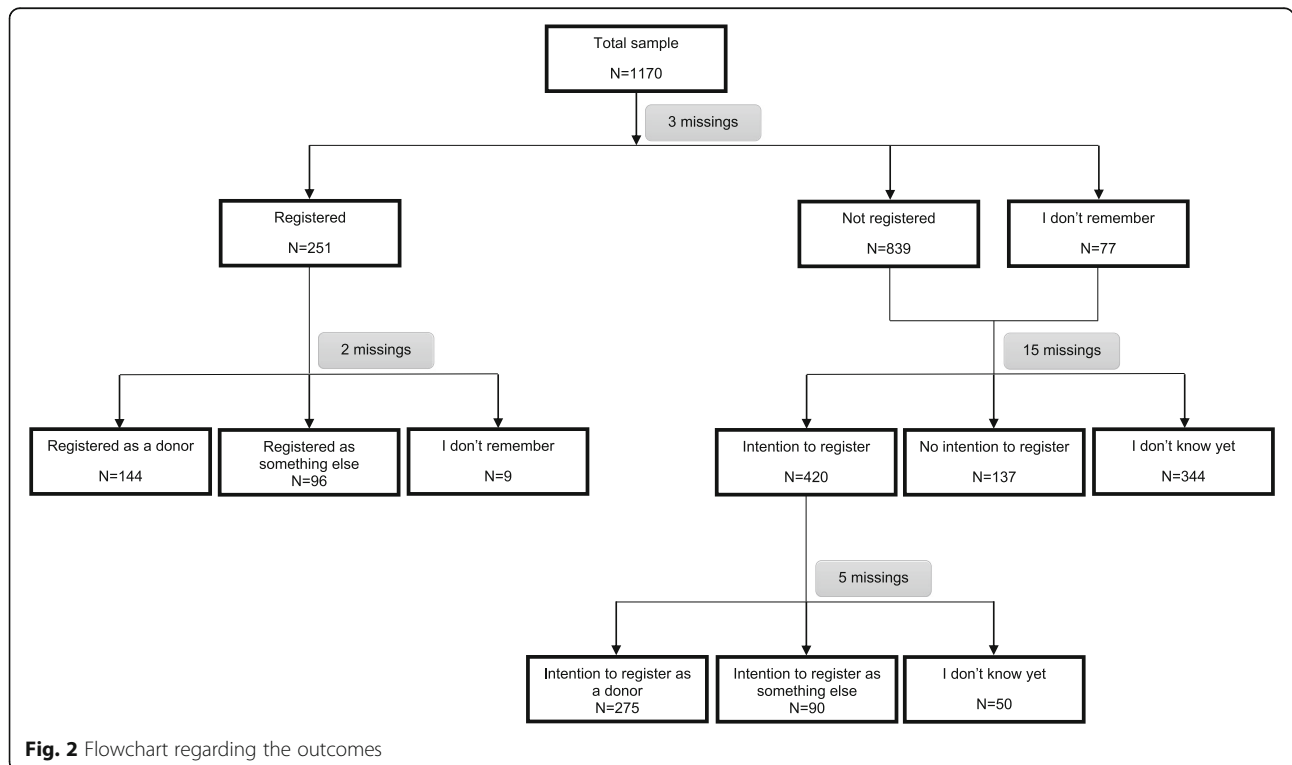 Total sample
N=1170
3 missings
Registered
N=251
Not registered
N=839
I don't remember
N=77
2 missings
15 missings
Registered as a donor
N=144
Registered as
something else
N=96
I don't remember
N=9
Intention to register
N=420
No intention to register
N=137
I don't know yet
N=344
5 missings
Intention to register as
a donor
N=275
Intention to register as
something else
N=90
I don't know yet
N=50
Fig. 2 Flowchart regarding the outcomes